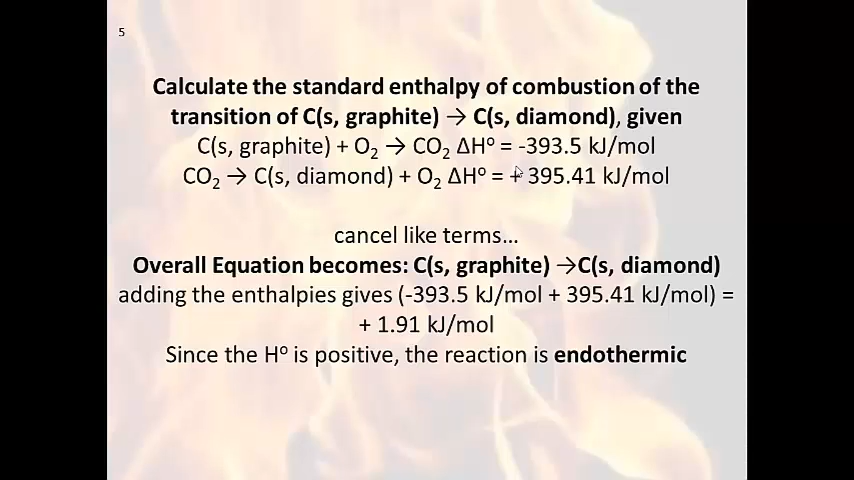 5
Calculate the standard enthalpy of combustion of the
transition of C(s, graphite) → C(s, diamond), given
C(s, graphite) + O₂ → CO₂ ΔHº = -393.5 kJ/mol
CO₂ → C(s, diamond) + O₂ ΔHº = + 395.41 kJ/mol
cancel like terms...
Overall Equation becomes: C(s, graphite) →C(s, diamond)
adding the enthalpies gives (-393.5 kJ/mol + 395.41 kJ/mol) =
+ 1.91 kJ/mol
Since the Hº is positive, the reaction is endothermic